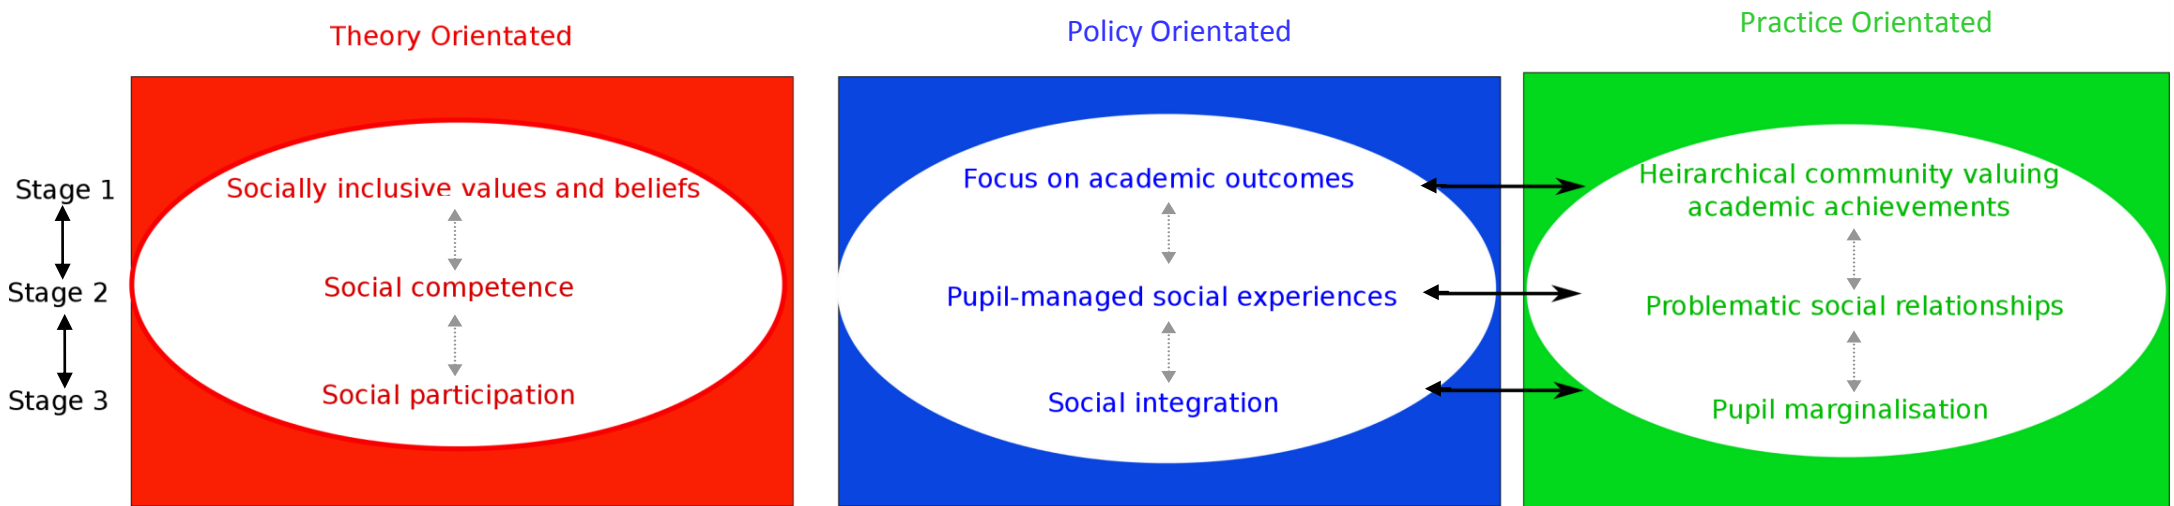 Theory Orientated
Policy Orientated
Practice Orientated
Stage 1
Socially inclusive values and beliefs
Focus on academic outcomes
Heirarchical community valuing
academic achievements
Stage 2
Social competence
Pupil-managed social experiences
Problematic social relationships
Stage 3
Social participation
Social integration
Pupil marginalisation